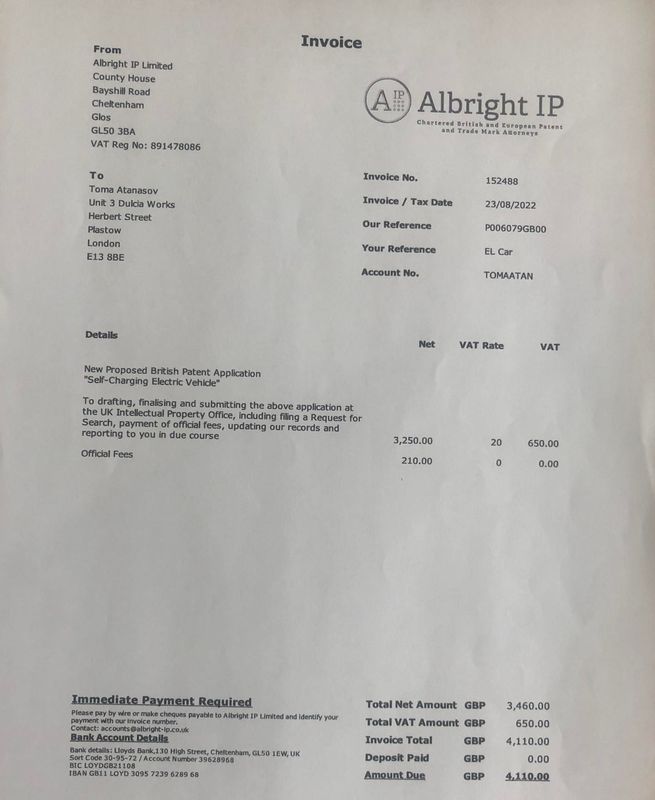 Invoice
From
Albright IP Limited
County House
Bayshill Road
Cheltenham
Glos
GL50 3BA
VAT Reg No: 891478086
AIP Albright IP
Chartered British and European Patent
and Trade Mark Attorneys
To
Toma Atanasov
Unit 3 Dulcia Works
Herbert Street
Plastow
London
E13 8BE
Invoice No. 152488
Invoice / Tax Date 23/08/2022
Our Reference P006079GB00
Your Reference EL Car
Account No. TOMAATAN
Details Net VAT Rate VAT
New Proposed British Patent Application
"Self-Charging Electric Vehicle"
To drafting, finalising and submitting the above application at
the UK Intellectual Property Office, including filing a Request for
Search, payment of official fees, updating our records and
reporting to you in due course 3,250.00 20 650.00
Official Fees 210.00 0 0.00
Immediate Payment Required
Please pay by wire or make cheques payable to Albright IP Limited and identify your
payment with our invoice number.
Contact: accounts@albright-ip.co.uk
Bank Account Details
Bank details: Lloyds Bank,130 High Street, Cheltenham, GL50 1EW, UK
Sort Code 30-95-72 / Account Number 39628968
BIC LOYDGB21108
IBAN GB11 LOYD 3095 7239 6289 68
Total Net Amount GBP 3,460.00
Total VAT Amount GBP 650.00
Invoice Total GBP 4,110.00
Deposit Paid GBP 0.00
Amount Due GBP 4,110.00